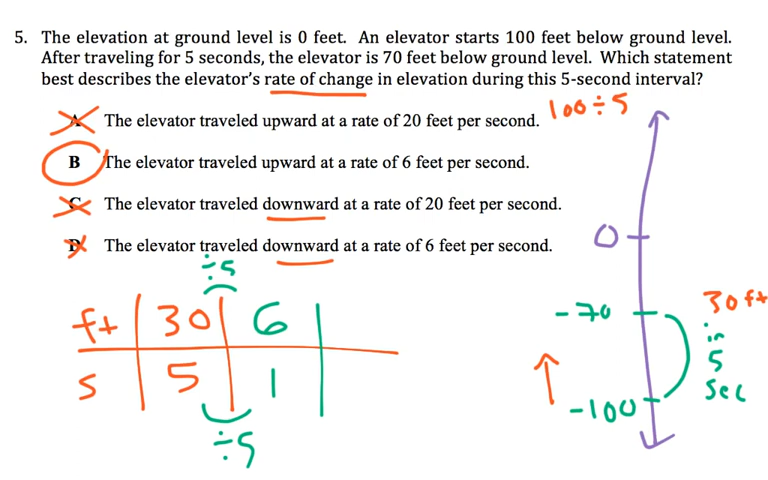 5. The elevation at ground level is 0 feet. An elevator starts 100 feet below ground level.
After traveling for 5 seconds, the elevator is 70 feet below ground level. Which statement
best describes the elevator's rate of change in elevation during this 5-second interval?
100÷5
A The elevator traveled upward at a rate of 20 feet per second.
B The elevator traveled upward at a rate of 6 feet per second.
C The elevator traveled downward at a rate of 20 feet per second.
D The elevator traveled downward at a rate of 6 feet per second.
0
÷5
ft 30 6
s 5 1
÷5
-70
-100
30 ft
in
5
sec